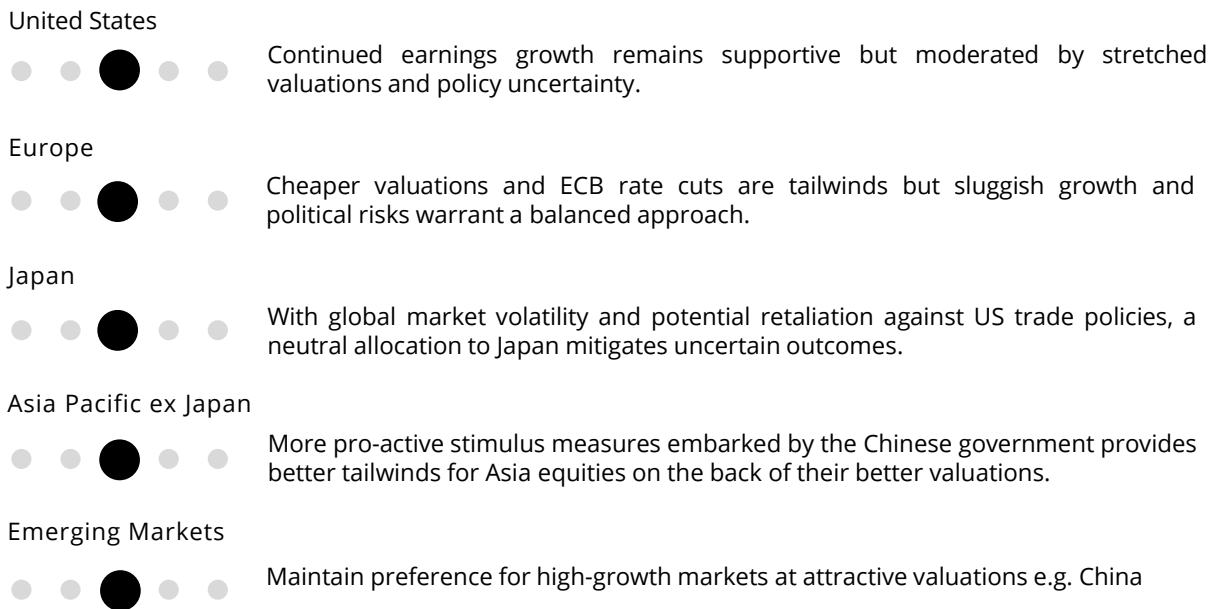 United States
Continued earnings growth remains supportive but moderated by stretched
valuations and policy uncertainty.
Europe
Cheaper valuations and ECB rate cuts are tailwinds but sluggish growth and
political risks warrant a balanced approach.
Japan
With global market volatility and potential retaliation against US trade policies, a
neutral allocation to Japan mitigates uncertain outcomes.
Asia Pacific ex Japan
More pro-active stimulus measures embarked by the Chinese government provides
better tailwinds for Asia equities on the back of their better valuations.
Emerging Markets
Maintain preference for high-growth markets at attractive valuations e.g. China